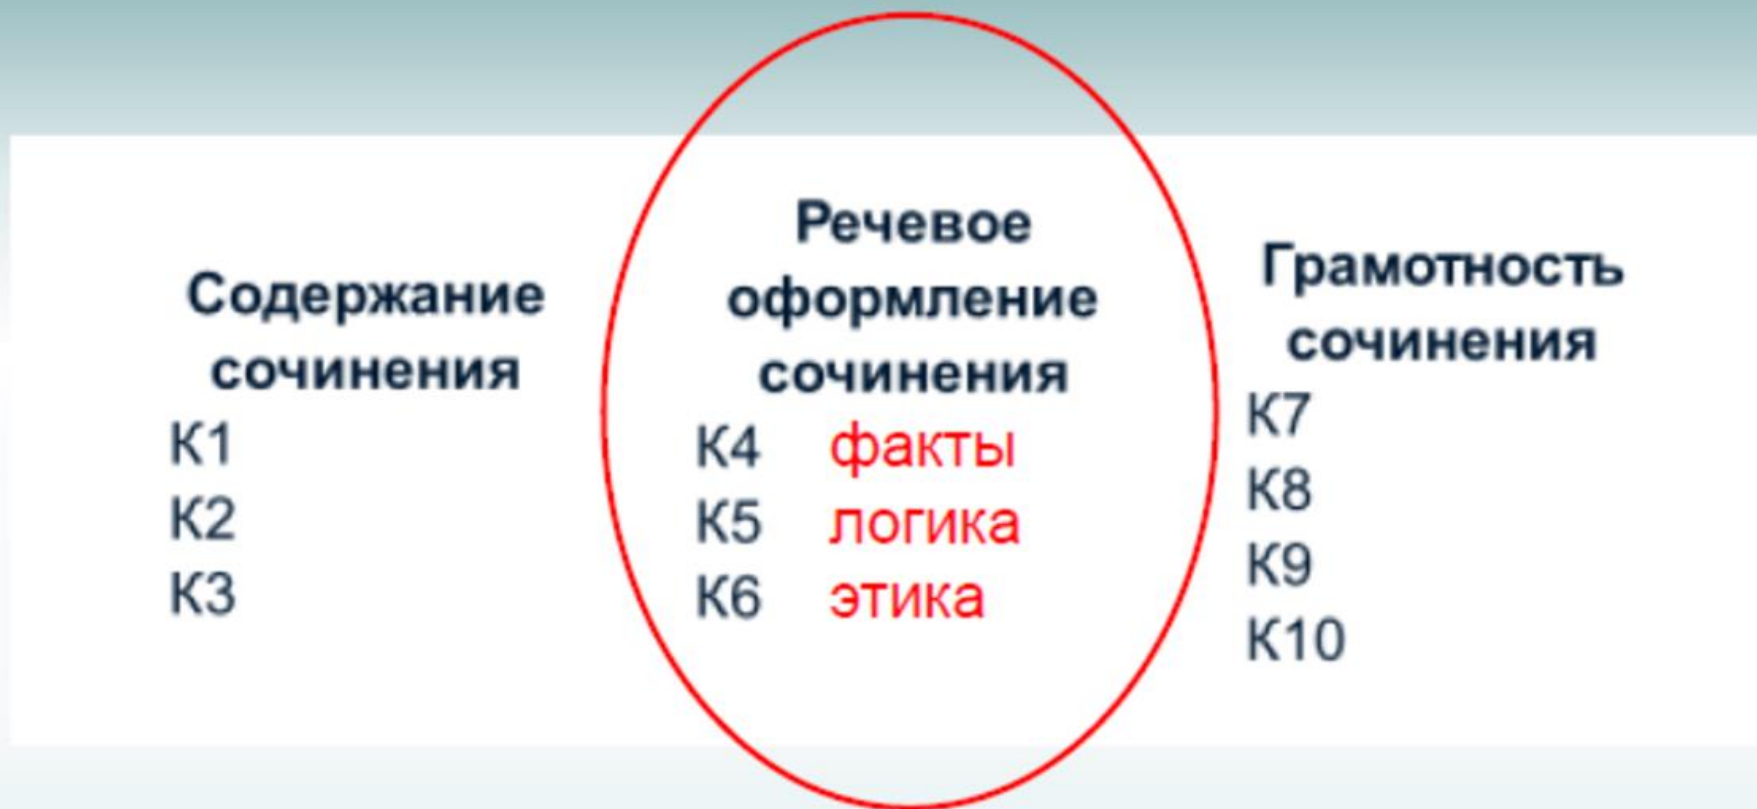 Содержание
сочинения
К1
К2
К3
Речевое
оформление
сочинения
К4 факты
К5 логика
К6 этика
Грамотность
сочинения
К7
К8
К9
К10